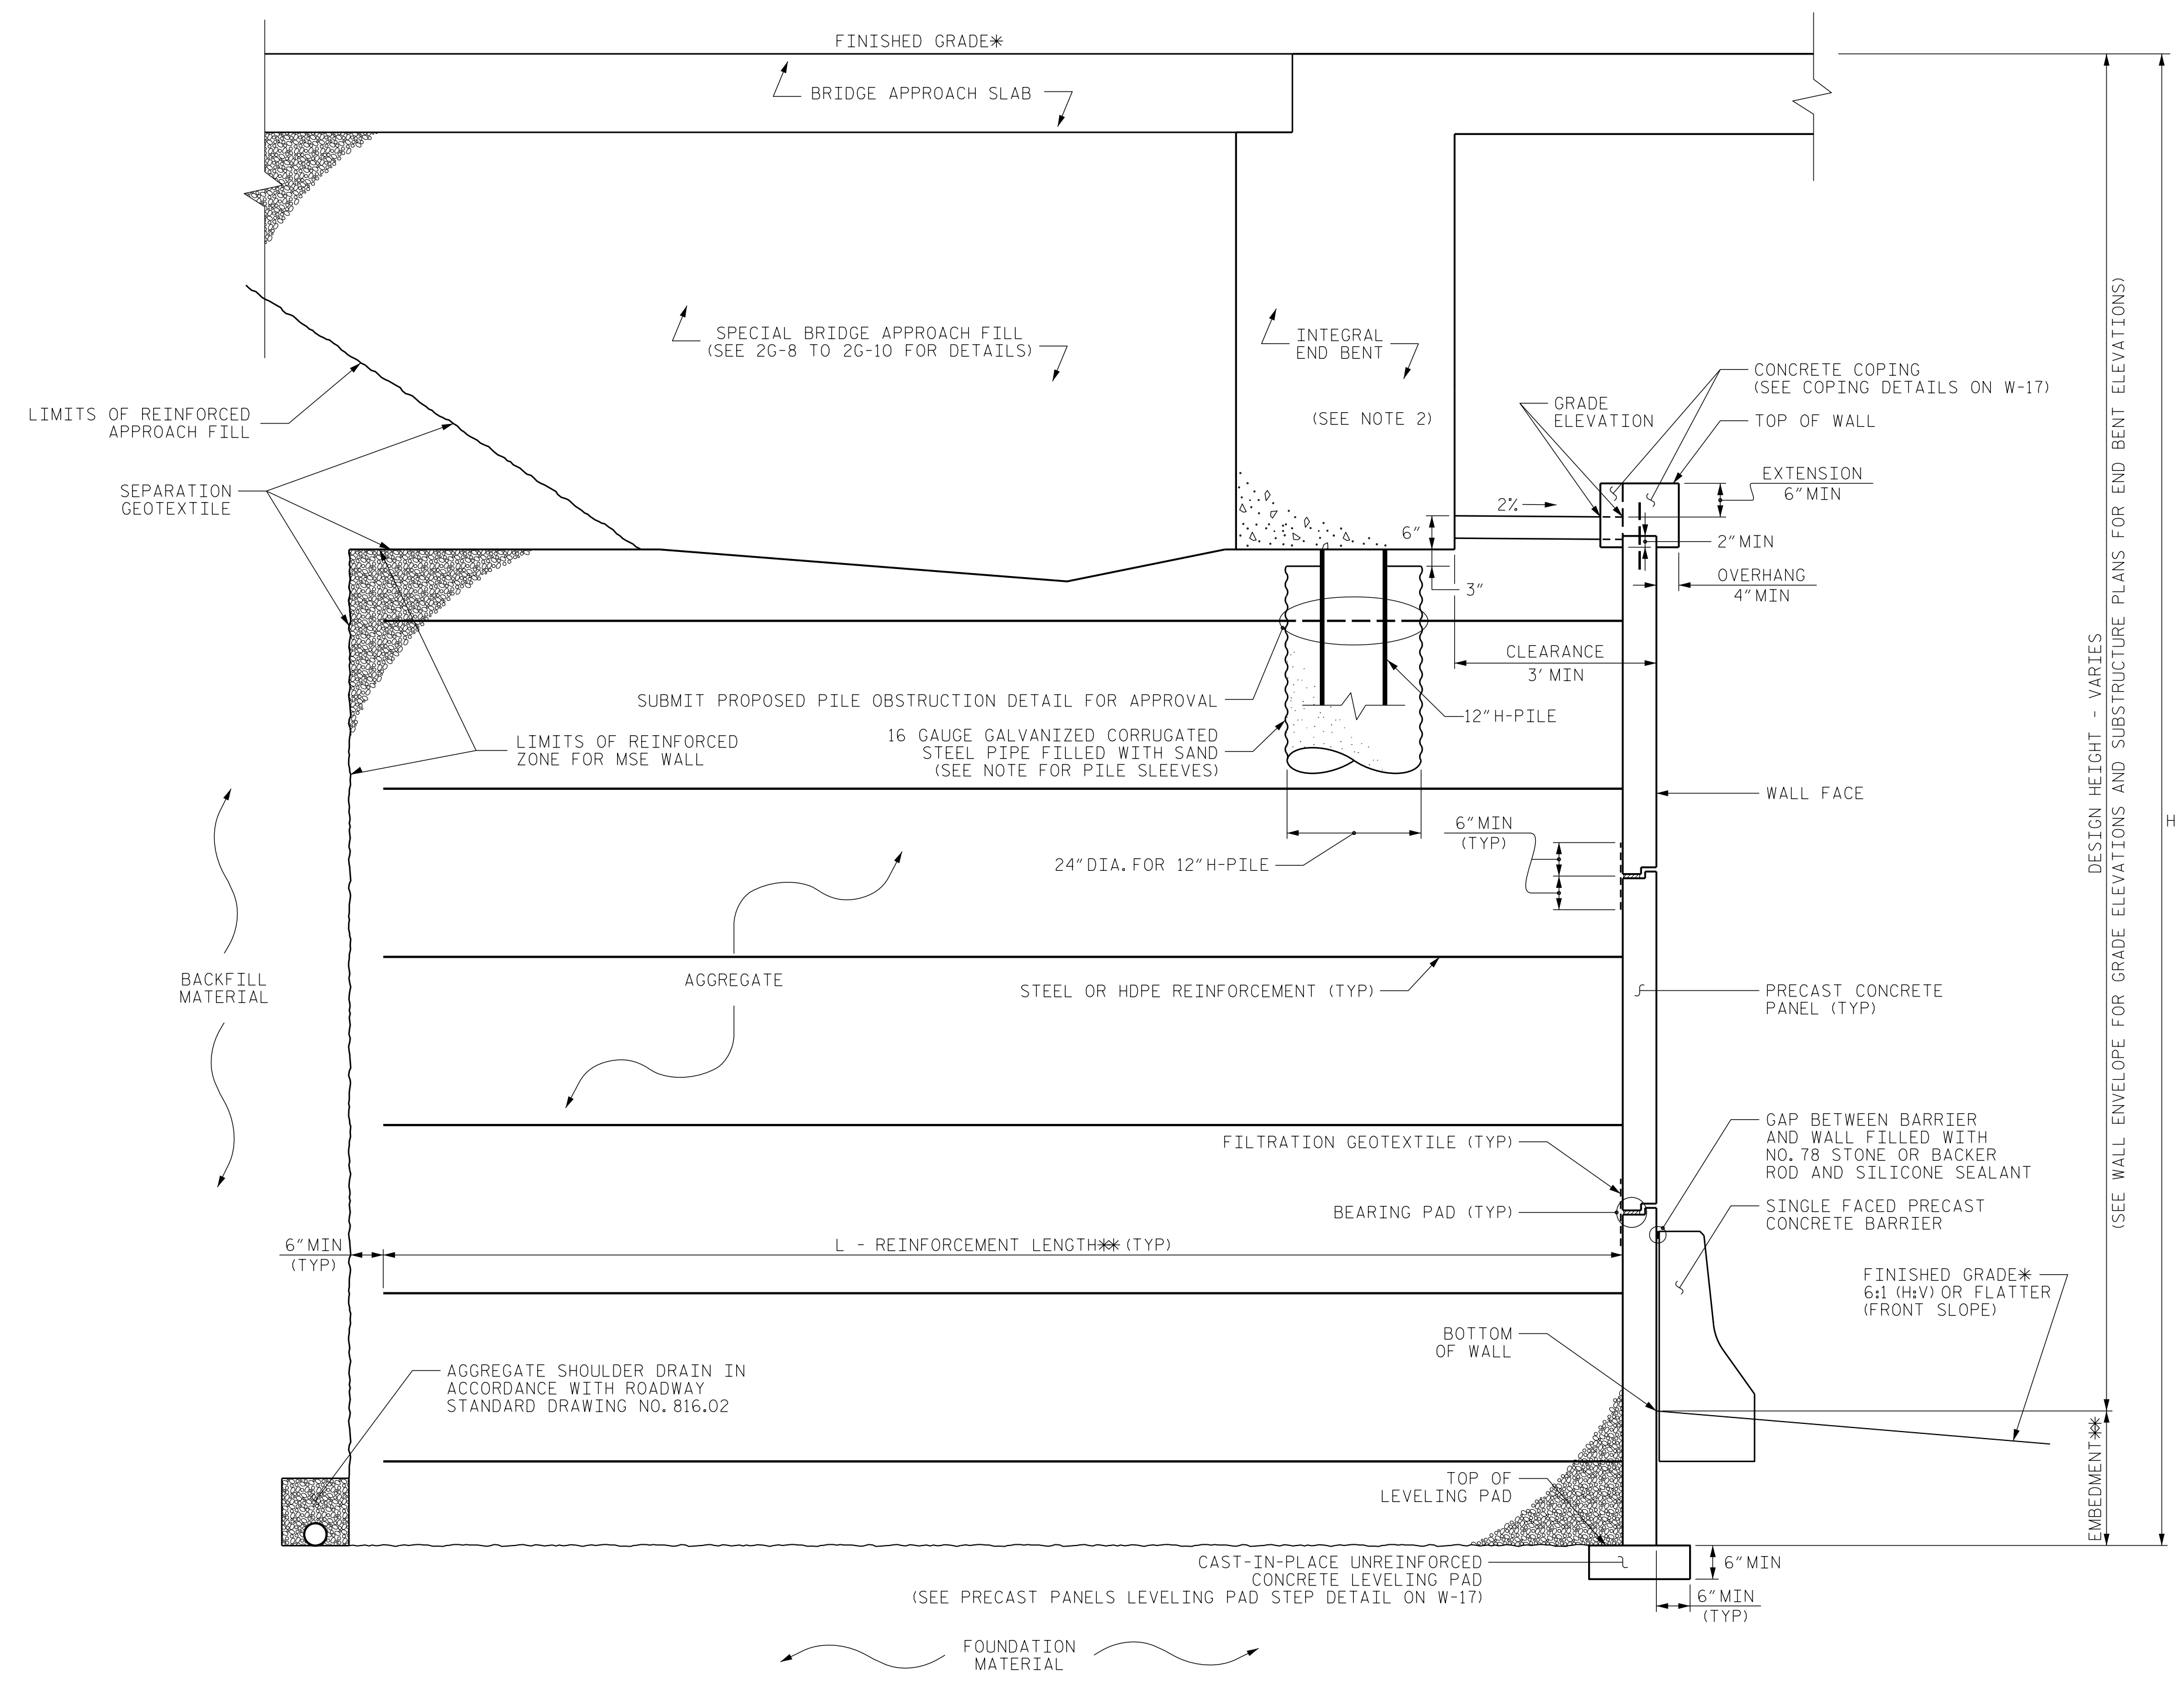 FINISHED GRADE*
BRIDGE APPROACH SLAB
SPECIAL BRIDGE APPROACH FILL
(SEE 2G-8 TO 2G-10 FOR DETAILS)
INTEGRAL
END BENT
(SEE NOTE 2)
LIMITS OF REINFORCED
APPROACH FILL
SEPARATION
GEOTEXTILE
CONCRETE COPING
(SEE COPING DETAILS ON W-17)
GRADE
ELEVATION
TOP OF WALL
EXTENSION
6" MIN
2%
6"
2" MIN
3"
OVERHANG
4" MIN
CLEARANCE
3' MIN
SUBMIT PROPOSED PILE OBSTRUCTION DETAIL FOR APPROVAL
12" H-PILE
16 GAUGE GALVANIZED CORRUGATED
STEEL PIPE FILLED WITH SAND
(SEE NOTE FOR PILE SLEEVES)
LIMITS OF REINFORCED
ZONE FOR MSE WALL
WALL FACE
6" MIN
(TYP)
24" DIA. FOR 12" H-PILE
DESIGN HEIGHT - VARIES
(SEE WALL ENVELOPE FOR GRADE ELEVATIONS AND SUBSTRUCTURE PLANS FOR END BENT ELEVATIONS)
H
BACKFILL
MATERIAL
AGGREGATE
STEEL OR HDPE REINFORCEMENT (TYP)
PRECAST CONCRETE
PANEL (TYP)
FILTRATION GEOTEXTILE (TYP)
GAP BETWEEN BARRIER
AND WALL FILLED WITH
NO. 78 STONE OR BACKER
ROD AND SILICONE SEALANT
BEARING PAD (TYP)
SINGLE FACED PRECAST
CONCRETE BARRIER
6" MIN
(TYP)
L - REINFORCEMENT LENGTH** (TYP)
FINISHED GRADE*
6:1 (H:V) OR FLATTER
(FRONT SLOPE)
BOTTOM
OF WALL
AGGREGATE SHOULDER DRAIN IN
ACCORDANCE WITH ROADWAY
STANDARD DRAWING NO. 816.02
EMBEDMENT**
TOP OF
LEVELING PAD
CAST-IN-PLACE UNREINFORCED
CONCRETE LEVELING PAD
(SEE PRECAST PANELS LEVELING PAD STEP DETAIL ON W-17)
6" MIN
6" MIN
(TYP)
FOUNDATION
MATERIAL